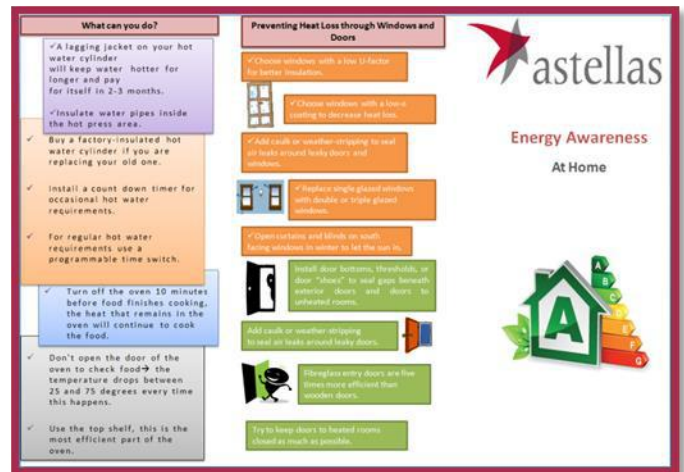 What can you do?
✓A lagging jacket on your hot
water cylinder
will keep water hotter for
longer and pay
for itself in 2-3 months.
✓Insulate water pipes inside
the hot press area.
✓ Buy a factory-insulated hot
water cylinder if you are
replacing your old one.
✓ Install a count down timer for
occasional hot water
requirements.
✓ For regular hot water
requirements use a
programmable time switch.
✓ Turn off the oven 10 minutes
before food finishes cooking,
the heat that remains in the
oven will continue to cook
the food.
✓ Don't open the door of the
oven to check food→ the
temperature drops between
25 and 75 degrees every time
this happens.
✓ Use the top shelf, this is the
most efficient part of the
oven.
Preventing Heat Loss through Windows and
Doors
✓Choose windows with a low U-factor
for better insulation.
✓Choose windows with a low-e
coating to decrease heat loss.
✓Add caulk or weather-stripping to seal
air leaks around leaky doors and
windows.
✓Replace single glazed windows
with double or triple glazed
windows.
✓Open curtains and blinds on south
facing windows in winter to let the sun in.
Install door bottoms, thresholds, or
door "shoes" to seal gaps beneath
exterior doors and doors to
unheated rooms.
Add caulk or weather-stripping
to seal air leaks around leaky doors.
Fibreglass entry doors are five
times more efficient than
wooden doors.
Try to keep doors to heated rooms
closed as much as possible.
astellas
Energy Awareness
At Home
A
A
B
C
D
E
F
G